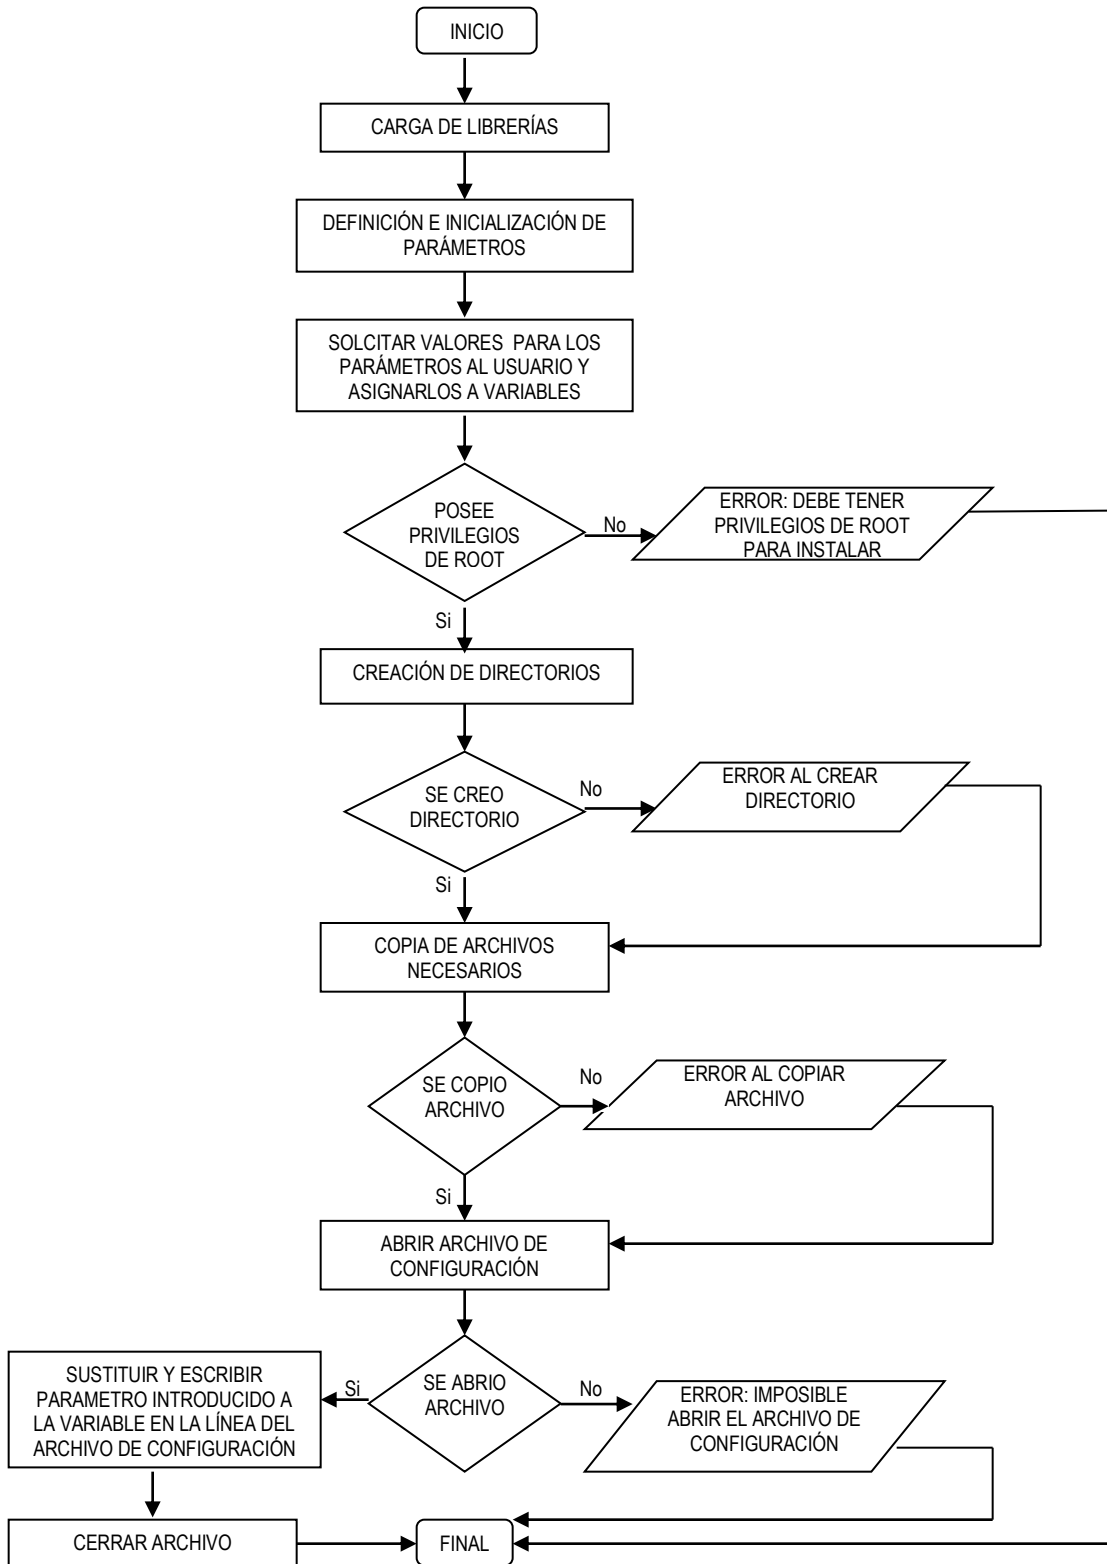 INICIO
CARGA DE LIBRERÍAS
DEFINICIÓN E INICIALIZACIÓN DE
PARÁMETROS
SOLCITAR VALORES PARA LOS
PARÁMETROS AL USUARIO Y
ASIGNARLOS A VARIABLES
POSEE
PRIVILEGIOS
DE ROOT
No
ERROR: DEBE TENER
PRIVILEGIOS DE ROOT
PARA INSTALAR
Si
CREACIÓN DE DIRECTORIOS
SE CREO
DIRECTORIO
No
ERROR AL CREAR
DIRECTORIO
Si
COPIA DE ARCHIVOS
NECESARIOS
SE COPIO
ARCHIVO
No
ERROR AL COPIAR
ARCHIVO
Si
ABRIR ARCHIVO DE
CONFIGURACIÓN
SE ABRIO
ARCHIVO
Si
SUSTITUIR Y ESCRIBIR
PARAMETRO INTRODUCIDO A
LA VARIABLE EN LA LÍNEA DEL
ARCHIVO DE CONFIGURACIÓN
No
ERROR: IMPOSIBLE
ABRIR EL ARCHIVO DE
CONFIGURACIÓN
CERRAR ARCHIVO
FINAL